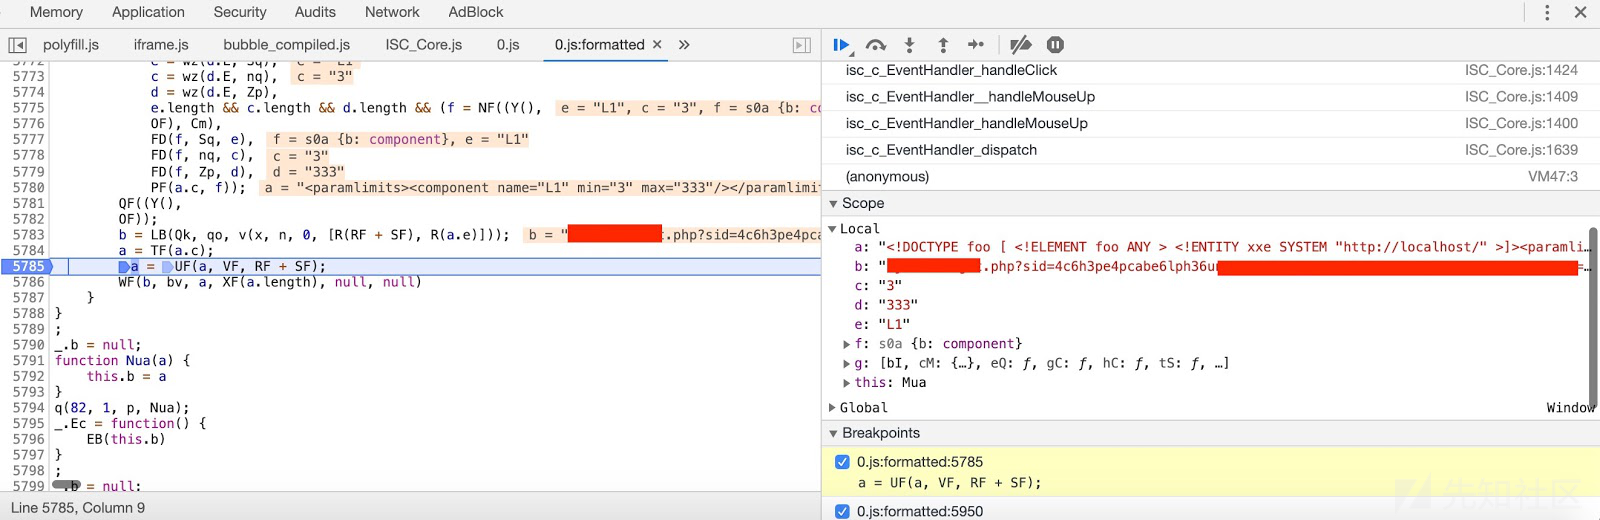 Memory Application Security Audits Network AdBlock
polyfill.js iframe.js bubble_compiled.js ISC_Core.js 0.js 0.js:formatted × »
5773 c = wz(d.E, nq), c = "3"
5774 d = wz(d.E, Zp),
5775 e.length && c.length && d.length && (f = NF((Y(), e = "L1", c = "3", f = s0a {b: co
5776 OF), Cm),
5777 FD(f, Sq, e), f = s0a {b: component}, e = "L1"
5778 FD(f, nq, c), c = "3"
5779 FD(f, Zp, d), d = "333"
5780 PF(a.c, f)); a = "<paramlimits><component name="L1" min="3" max="333"/></paramlimit
5781 QF((Y(),
5782 OF));
5783 b = LB(Qk, qo, v(x, n, 0, [R(RF + SF), R(a.e)])); b = " .php?sid=4c6h3pe4pca
5784 a = TF(a.c);
5785 a = UF(a, VF, RF + SF);
5786 WF(b, bv, a, XF(a.length), null, null)
5787 }
5788 }
5789 ;
5790 _.b = null;
5791 function Nua(a) {
5792 this.b = a
5793 }
5794 q(82, 1, p, Nua);
5795 _.Ec = function() {
5796 EB(this.b)
5797 }
5798 ;
5799 _.b = null;
Line 5785, Column 9
isc_c_EventHandler_handleClick ISC_Core.js:1424
isc_c_EventHandler__handleMouseUp ISC_Core.js:1409
isc_c_EventHandler_handleMouseUp ISC_Core.js:1400
isc_c_EventHandler_dispatch ISC_Core.js:1639
(anonymous) VM47:3
Scope
Local
a: "<!DOCTYPE foo [ <!ELEMENT foo ANY > <!ENTITY xxe SYSTEM "http://localhost/" >]><paramli…
b: " .php?sid=4c6h3pe4pcabe6lph36u =…
c: "3"
d: "333"
e: "L1"
f: s0a {b: component}
g: [bI, cM: {…}, eQ: ƒ, gC: ƒ, hC: ƒ, tS: ƒ, …]
this: Mua
Global Window
Breakpoints
0.js:formatted:5785
a = UF(a, VF, RF + SF);
0.js:formatted:5950
先知社区